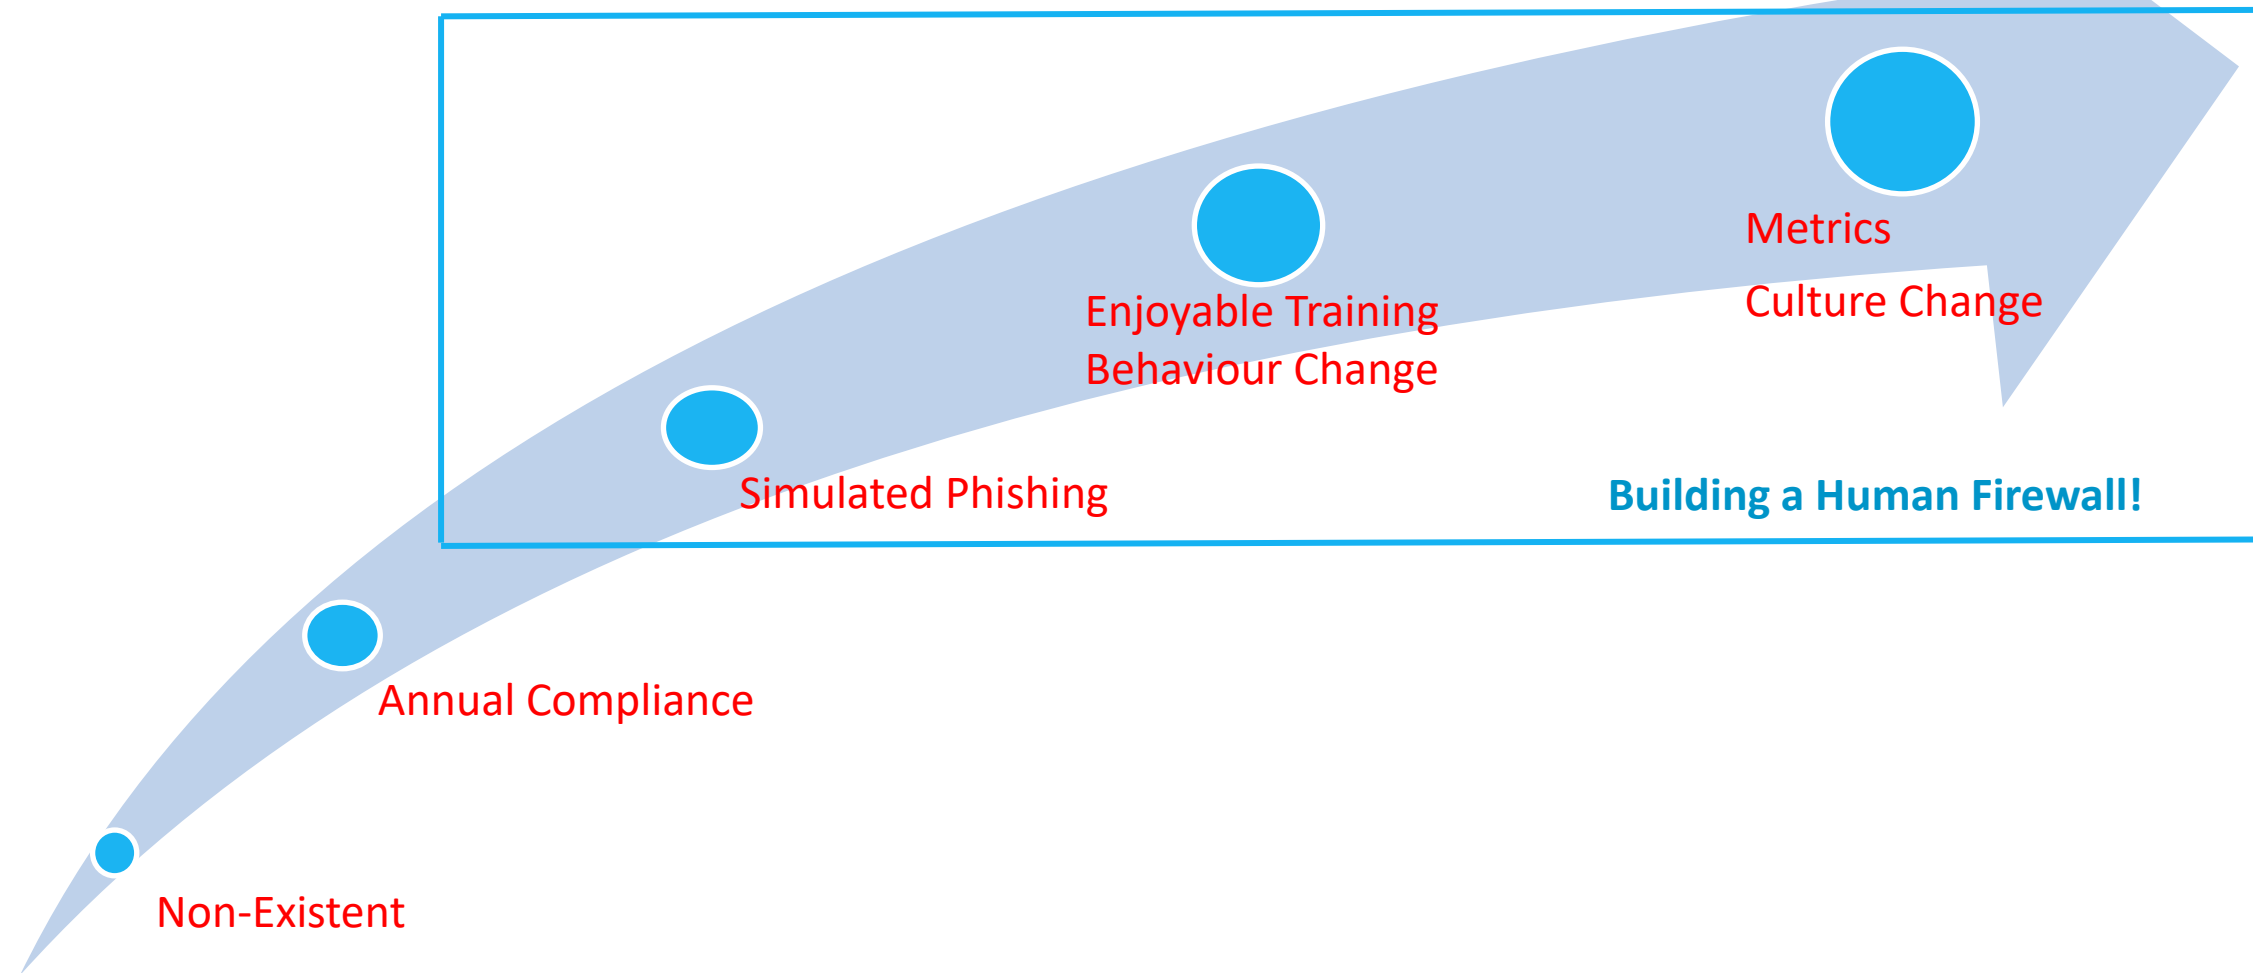 Metrics
Culture Change
Enjoyable Training
Behaviour Change
Simulated Phishing
Building a Human Firewall!
Annual Compliance
Non-Existent